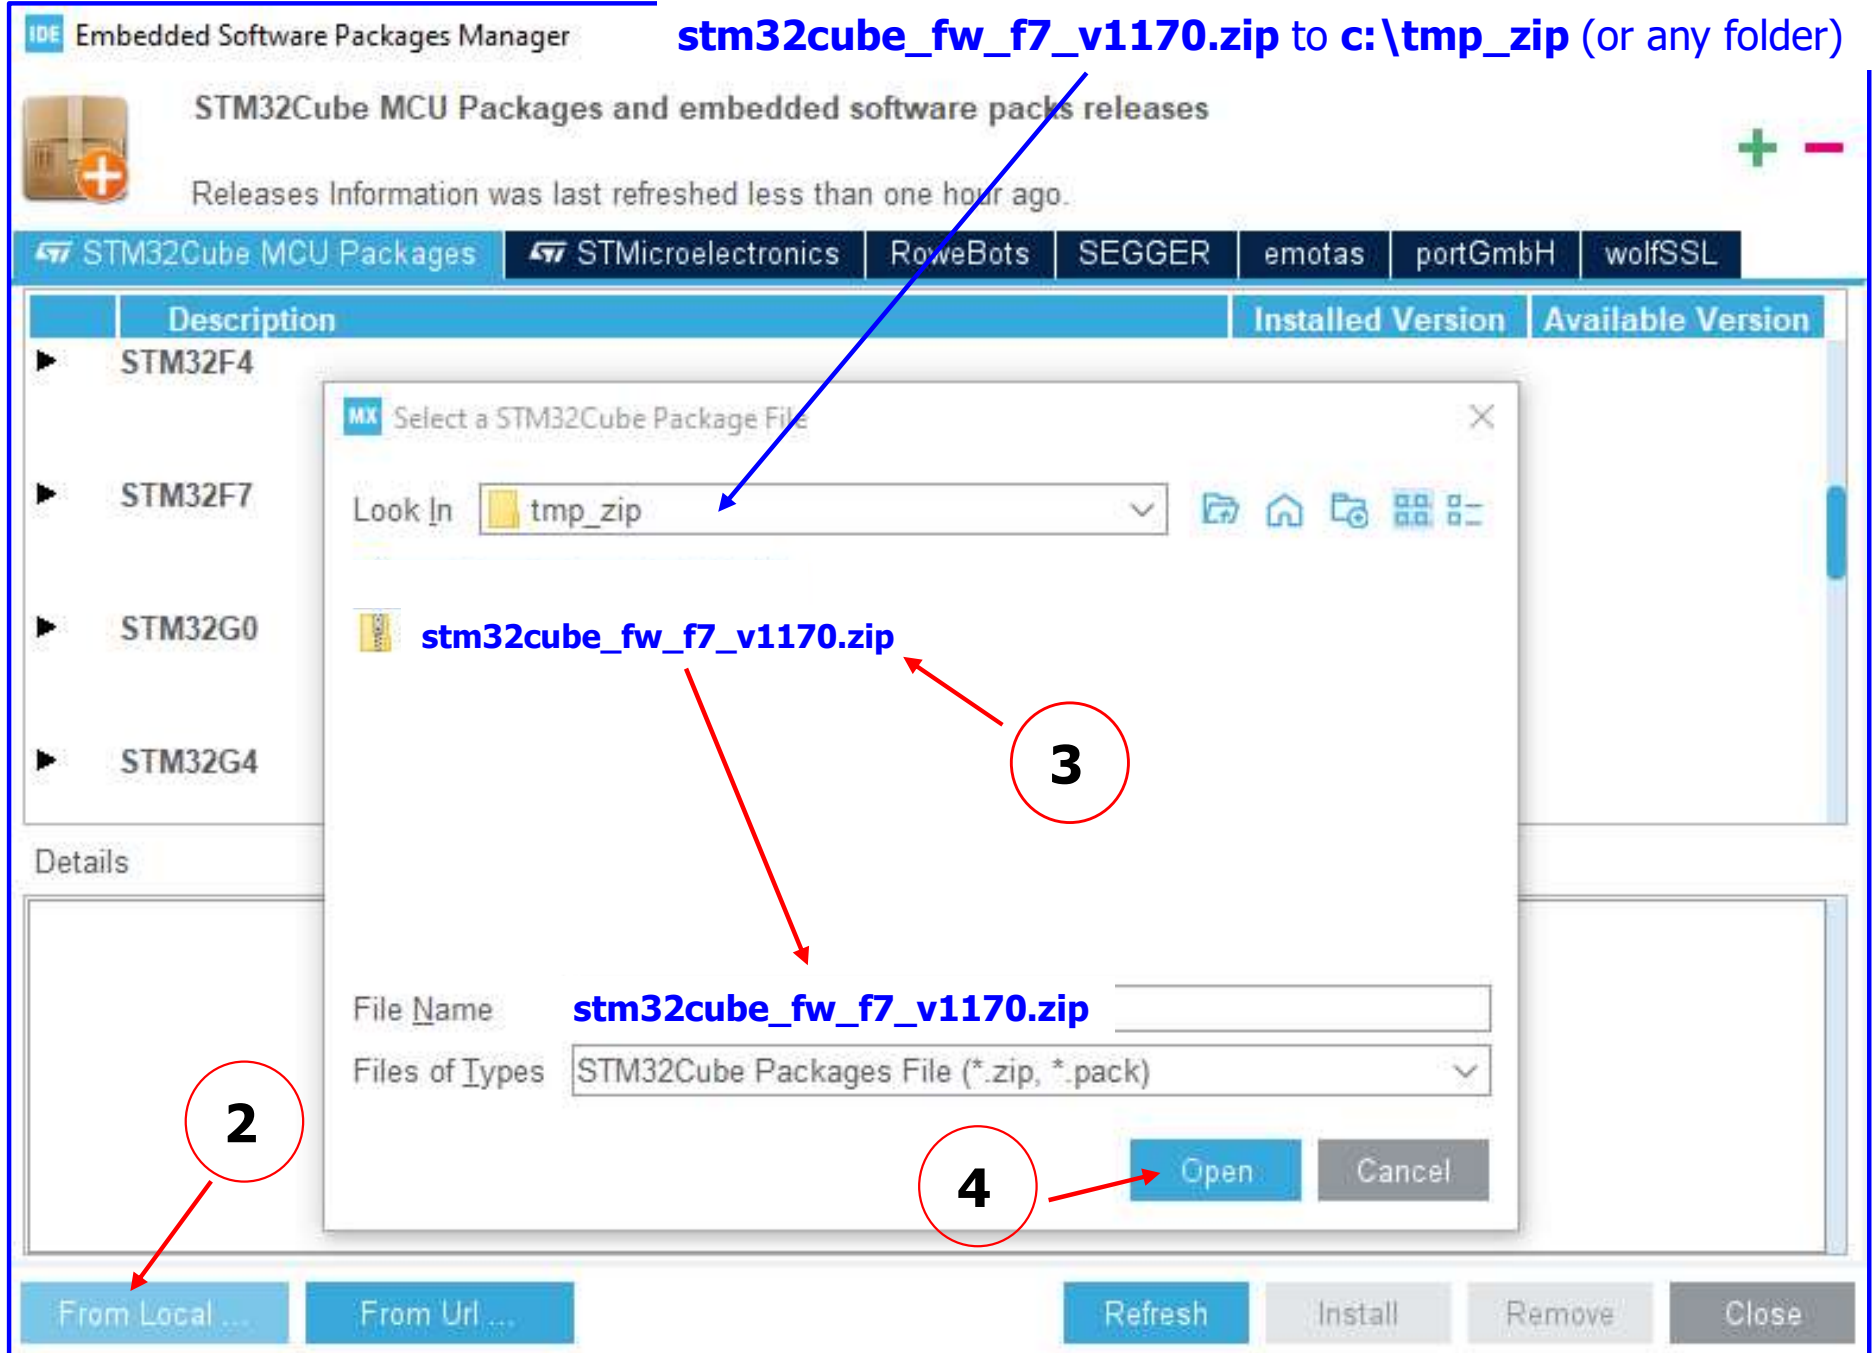 stm32cube_fw_f7_v1170.zip to c:\tmp_zip (or any folder)
IDE Embedded Software Packages Manager
STM32Cube MCU Packages and embedded software packs releases
Releases Information was last refreshed less than one hour ago.
STM32Cube MCU Packages STMicroelectronics RoweBots SEGGER emotas portGmbH wolfSSL
Description Installed Version Available Version
STM32F4
MX Select a STM32Cube Package File
STM32F7
Look In tmp_zip
STM32G0
stm32cube_fw_f7_v1170.zip
3
STM32G4
Details
File Name stm32cube_fw_f7_v1170.zip
Files of Types STM32Cube Packages File (*.zip, *.pack)
2
4
Open Cancel
From Local ... From Url ... Refresh Install Remove Close